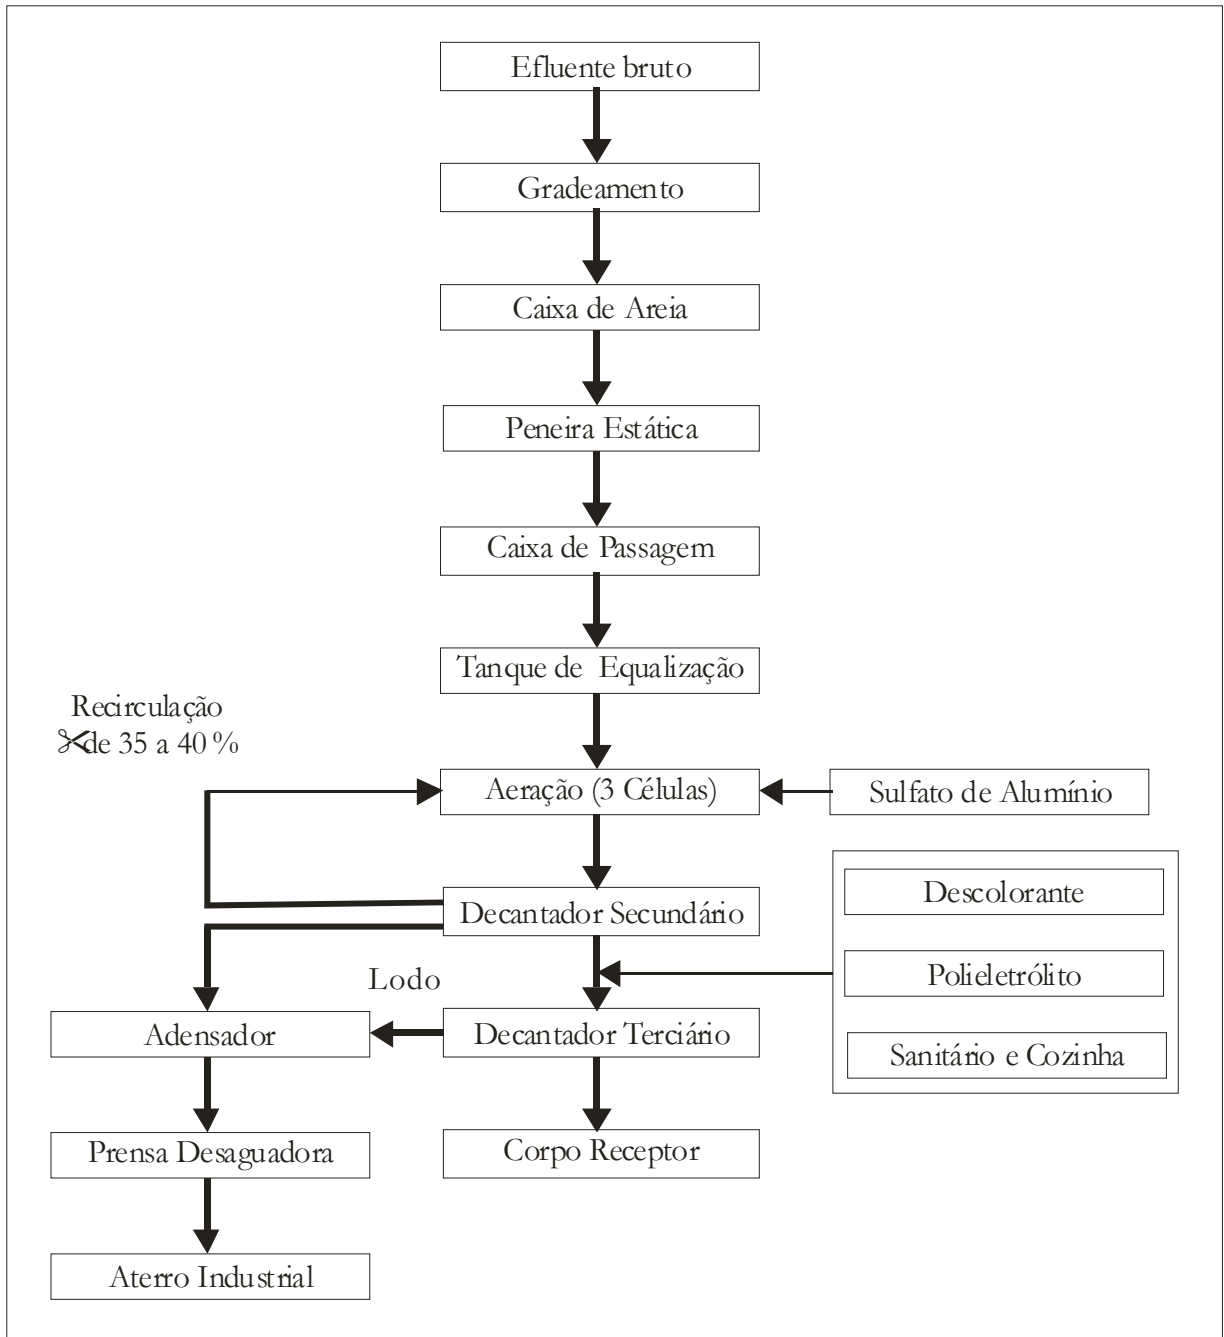 Efluente bruto
Gradeamento
Caixa de Areia
Peneira Estática
Caixa de Passagem
Tanque de Equalização
Recirculação
de 35 a 40 %
Aeração (3 Células)
Sulfato de Alumínio
Descolorante
Decantador Secundário
Polieletrólito
Lodo
Adensador
Decantador Terciário
Sanitário e Cozinha
Prensa Desaguadora
Corpo Receptor
Aterro Industrial